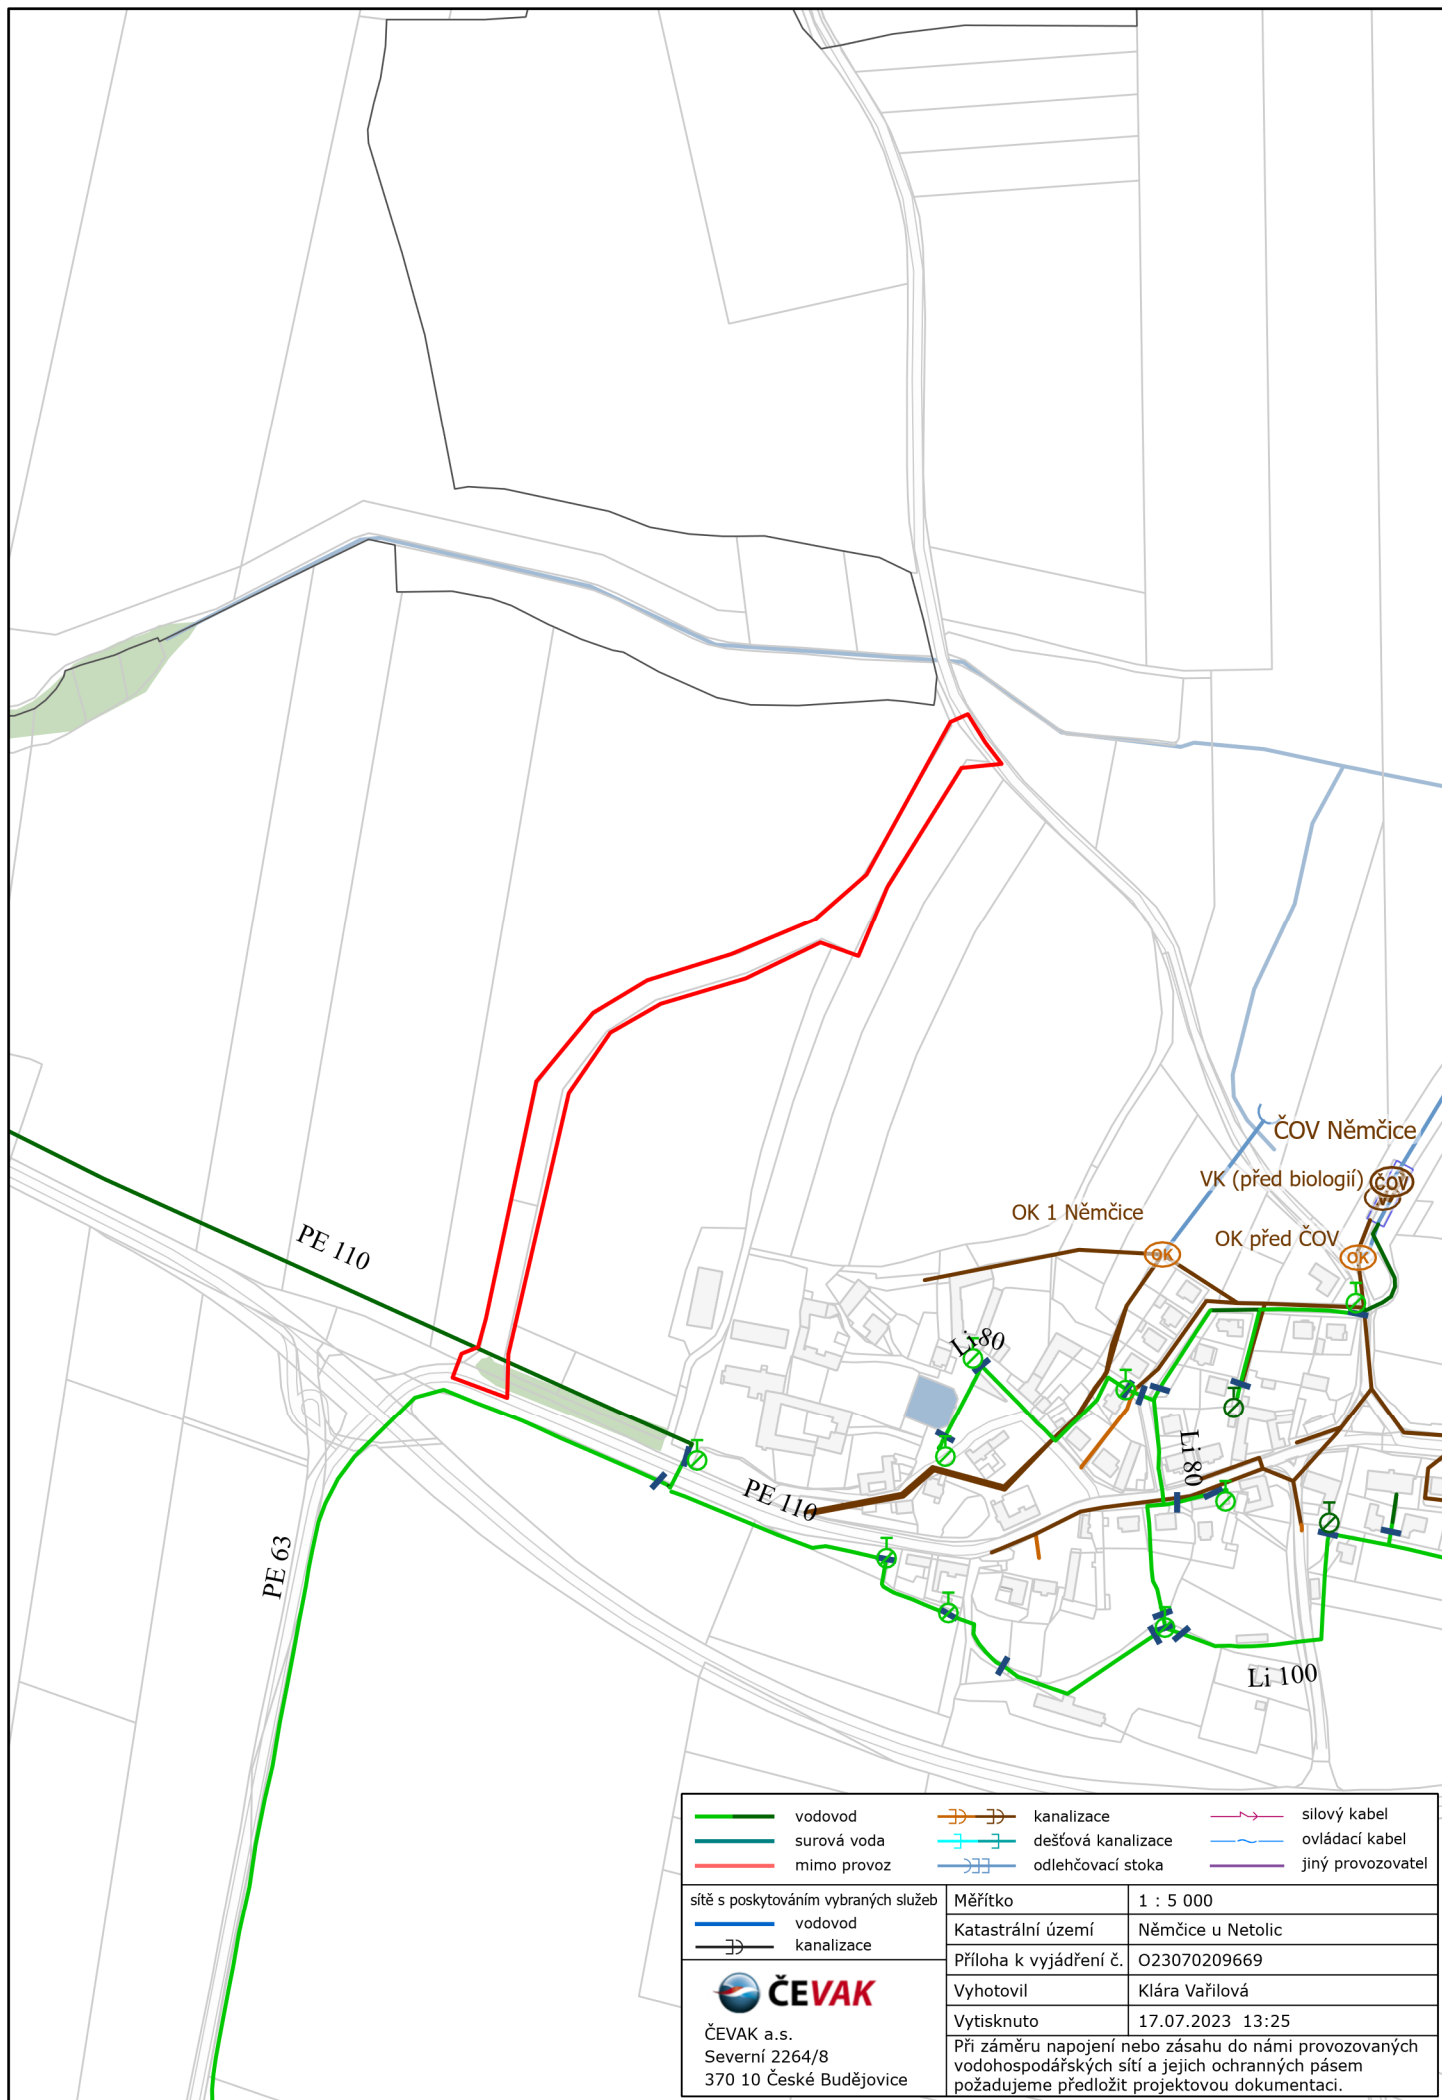 ČOV Němčice
VK (před biologií)
ČOV
OK 1 Němčice
OK před ČOV
OK
OK
PE 110
Li 80
Li 80
PE 110
PE 63
Li 100
vodovod
surová voda
mimo provoz
kanalizace
dešťová kanalizace
odlehčovací stoka
silový kabel
ovládací kabel
jiný provozovatel
sítě s poskytováním vybraných služeb
vodovod
kanalizace
Měřítko 1 : 5 000
Katastrální území Němčice u Netolic
Příloha k vyjádření č. O23070209669
Vyhotovil Klára Vařilová
Vytisknuto 17.07.2023 13:25
ČEVAK
ČEVAK a.s.
Severní 2264/8
370 10 České Budějovice
Při záměru napojení nebo zásahu do námi provozovaných
vodohospodářských sítí a jejich ochranných pásem
požadujeme předložit projektovou dokumentaci.